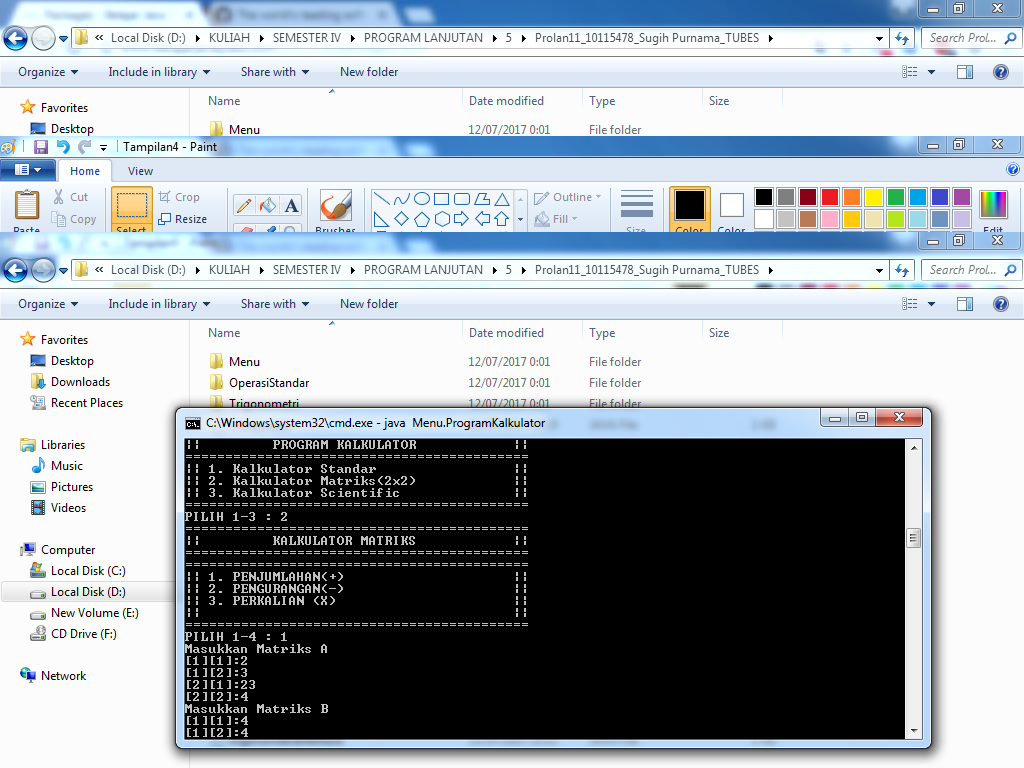 « Local Disk (D:) ▸ KULIAH ▸ SEMESTER IV ▸ PROGRAM LANJUTAN ▸ 5 ▸ Prolan11_10115478_Sugih Purnama_TUBES ▸ Search Prol...
Organize Include in library Share with New folder
Name Date modified Type Size
Favorites
Desktop
Menu 12/07/2017 0:01 File folder
Tampilan4 - Paint
Home View
Cut
Copy
Paste
Select
Crop
Resize
Brushes
Outline
Fill
Size
Color
Color
Edit
« Local Disk (D:) ▸ KULIAH ▸ SEMESTER IV ▸ PROGRAM LANJUTAN ▸ 5 ▸ Prolan11_10115478_Sugih Purnama_TUBES ▸ Search Prol...
Organize Include in library Share with New folder
Name Date modified Type Size
Favorites
Desktop
Downloads
Recent Places
Libraries
Music
Pictures
Videos
Computer
Local Disk (C:)
Local Disk (D:)
New Volume (E:)
CD Drive (F:)
Network
Menu 12/07/2017 0:01 File folder
OperasiStandar 12/07/2017 0:01 File folder
Trigonometri 12/07/2017 0:01 File folder
C:\Windows\system32\cmd.exe - java Menu.ProgramKalkulator
|| PROGRAM KALKULATOR ||
===========================================
|| 1. Kalkulator Standar ||
|| 2. Kalkulator Matriks(2x2) ||
|| 3. Kalkulator Scientific ||
===========================================
PILIH 1-3 : 2
===========================================
|| KALKULATOR MATRIKS ||
===========================================
===========================================
|| 1. PENJUMLAHAN(+) ||
|| 2. PENGURANGAN(-) ||
|| 3. PERKALIAN (X) ||
|| ||
===========================================
PILIH 1-4 : 1
Masukkan Matriks A
[1][1]:2
[1][2]:3
[2][1]:23
[2][2]:4
Masukkan Matriks B
[1][1]:4
[1][2]:4